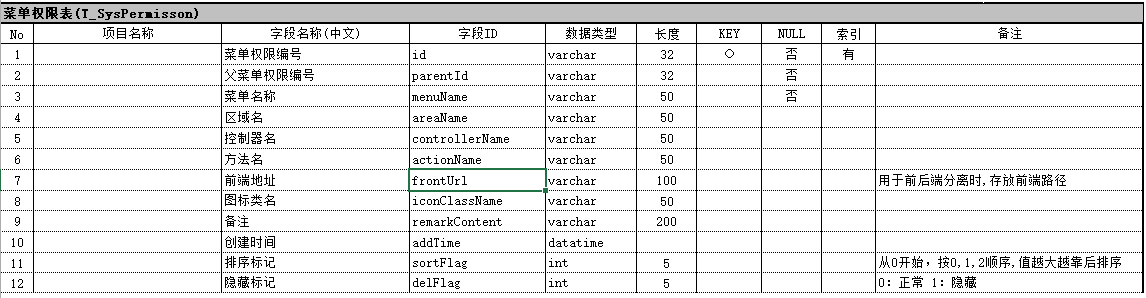 菜单权限表(T_SysPermisson)
No 项目名称 字段名称(中文) 字段ID 数据类型 长度 KEY NULL 索引 备注
1 菜单权限编号 id varchar 32 ○ 否 有
2 父菜单权限编号 parentId varchar 32 否
3 菜单名称 menuName varchar 50 否
4 区域名 areaName varchar 50
5 控制器名 controllerName varchar 50
6 方法名 actionName varchar 50
7 前端地址 frontUrl varchar 100 用于前后端分离时,存放前端路径
8 图标类名 iconClassName varchar 50
9 备注 remarkContent varchar 200
10 创建时间 addTime datatime
11 排序标记 sortFlag int 5 从0开始，按0,1,2顺序,值越大越靠后排序
12 隐藏标记 delFlag int 5 0：正常 1：隐藏